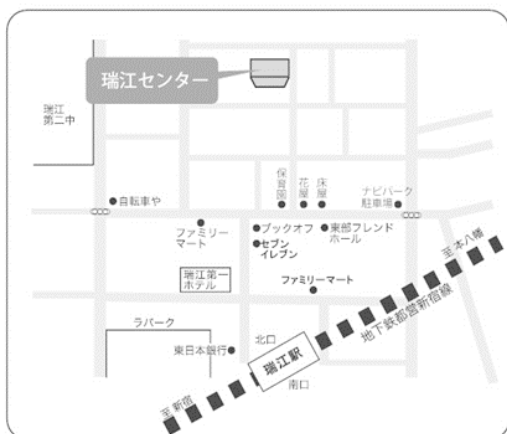 瑞江センター
瑞江
第二中
保育園
花屋
床屋
ナビパーク
駐車場
自転車や
ファミリー
マート
ブックオフ
セブン
イレブン
東部フレンド
ホール
瑞江第一
ホテル
ファミリーマート
至本八幡
地下鉄都営新宿線
ラパーク
北口
東日本銀行
瑞江駅
南口
至新宿